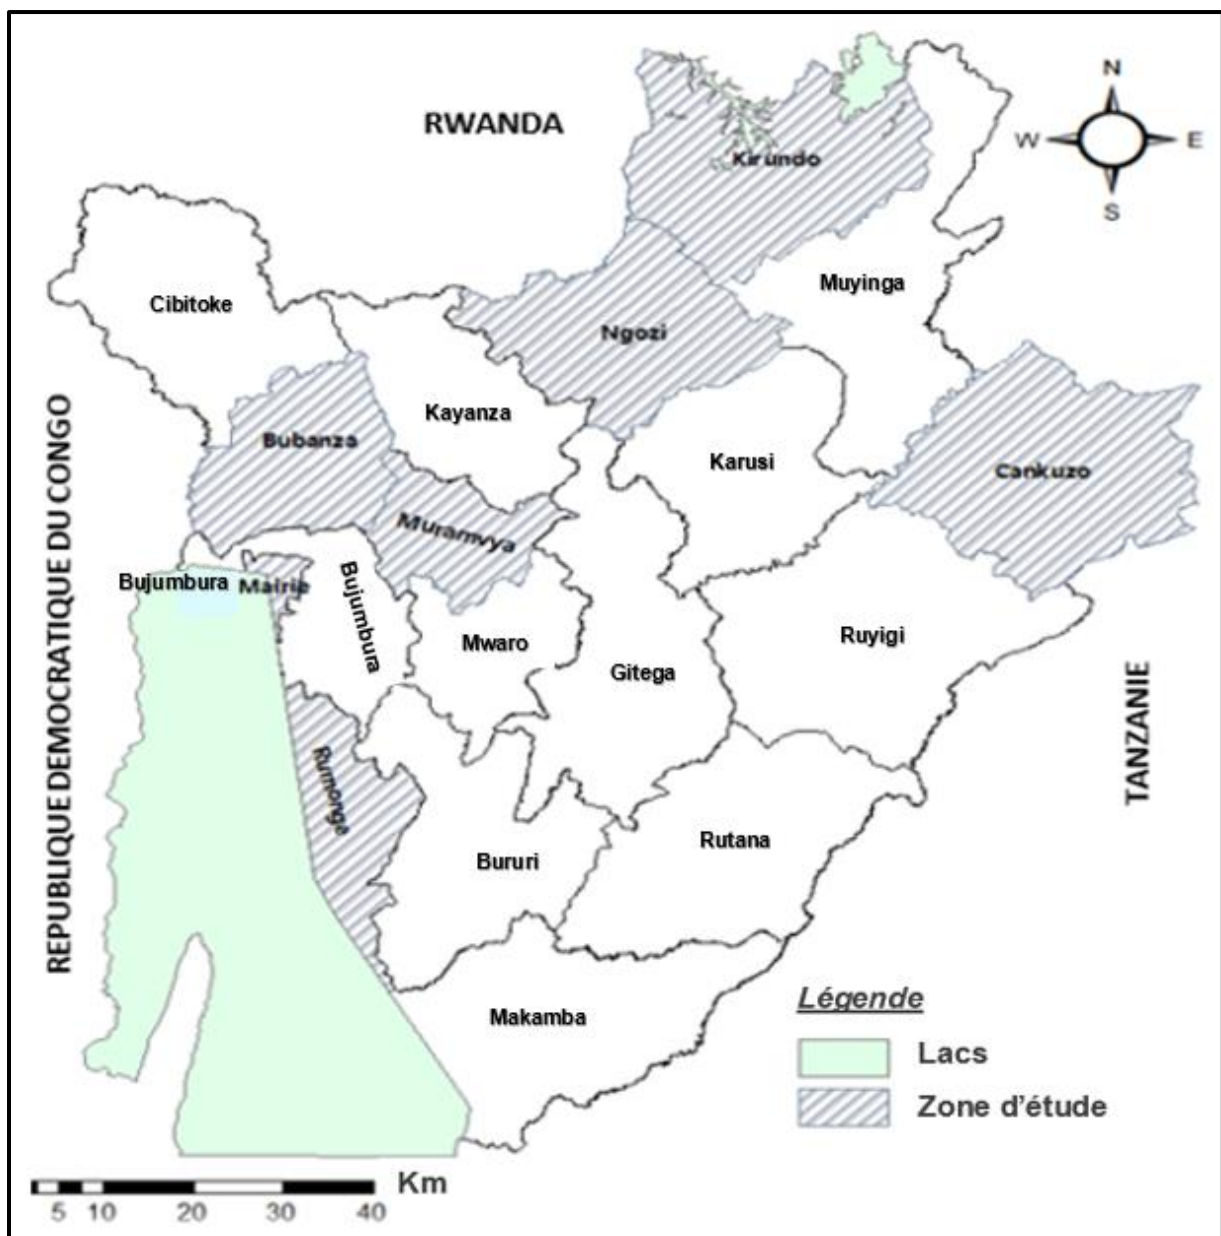 N
RWANDA
W E
Kirundo
S
Muyinga
Cibitoke
Ngozi
Kayanza
Bubanza
Karusi
Cankuzo
Muramvya
Bujumbura Mairie
Bujumbura
Mwaro
Ruyigi
Gitega
REPUBLIQUE DEMOCRATIQUE DU CONGO
TANZANIE
Rumonge
Rutana
Bururi
Makamba
Légende
Lacs
Zone d'étude
Km
5 10 20 30 40